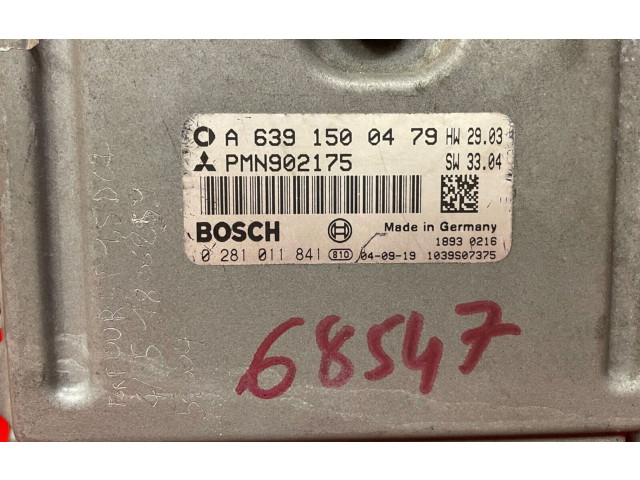 A 639 150 04 79 HW 29.03
PMN902175 SW 33.04
BOSCH Made in Germany
1893 0216
0 281 011 841 810 04-09-19 1039S07375
68547